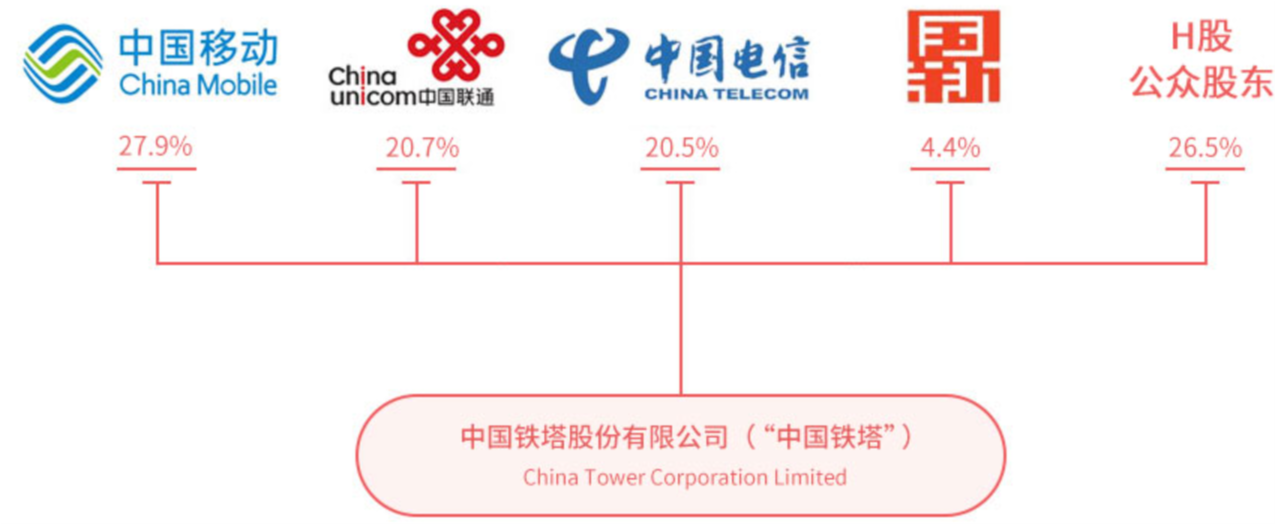 中国移动
China Mobile
China
unicom中国联通
中国电信
CHINA TELECOM
国新
H股
公众股东
27.9%
20.7%
20.5%
4.4%
26.5%
中国铁塔股份有限公司（“中国铁塔”）
China Tower Corporation Limited